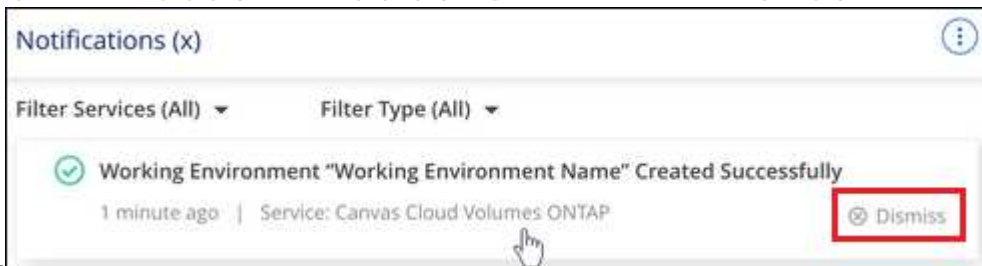 Notifications (x)
Filter Services (All) Filter Type (All)
Working Environment “Working Environment Name” Created Successfully
1 minute ago | Service: Canvas Cloud Volumes ONTAP Dismiss